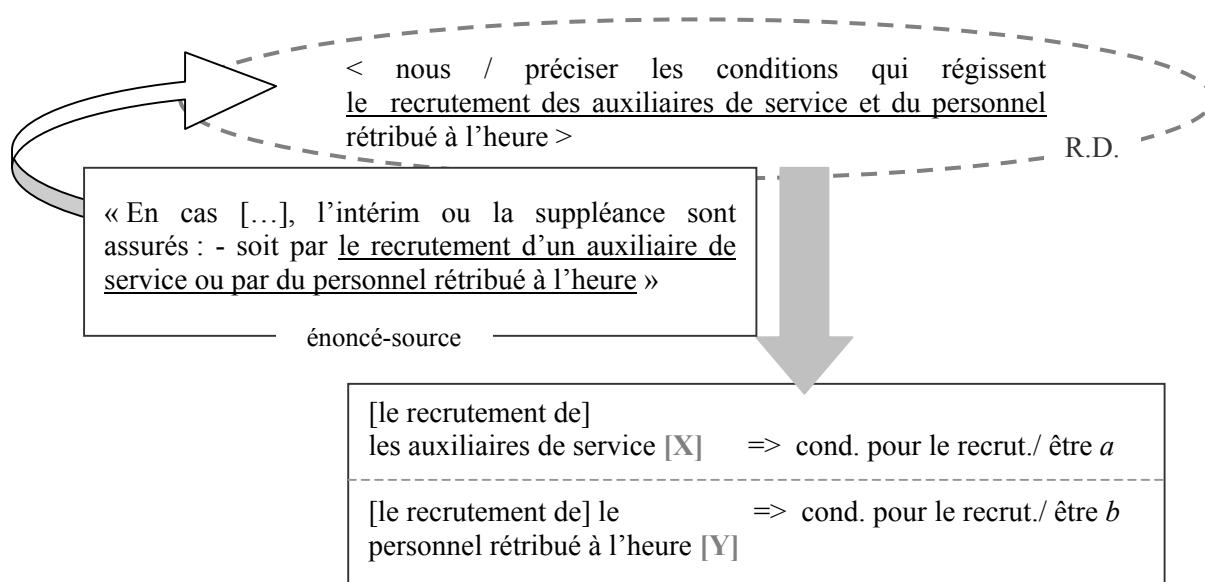 < nous / préciser les conditions qui régissent
le recrutement des auxiliaires de service et du personnel
rétribué à l’heure >
R.D.
« En cas […], l’intérim ou la suppléance sont
assurés : - soit par le recrutement d’un auxiliaire de
service ou par du personnel rétribué à l’heure »
énoncé-source
[le recrutement de]
les auxiliaires de service [X] => cond. pour le recrut./ être a
[le recrutement de] le => cond. pour le recrut./ être b
personnel rétribué à l’heure [Y]